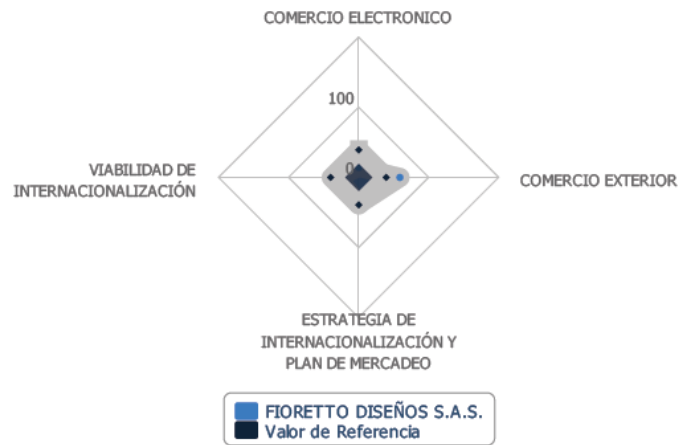 COMERCIO ELECTRONICO
100
0
VIABILIDAD DE
INTERNACIONALIZACIÓN
COMERCIO EXTERIOR
ESTRATEGIA DE
INTERNACIONALIZACIÓN Y
PLAN DE MERCADEO
FIORETTO DISEÑOS S.A.S.
Valor de Referencia